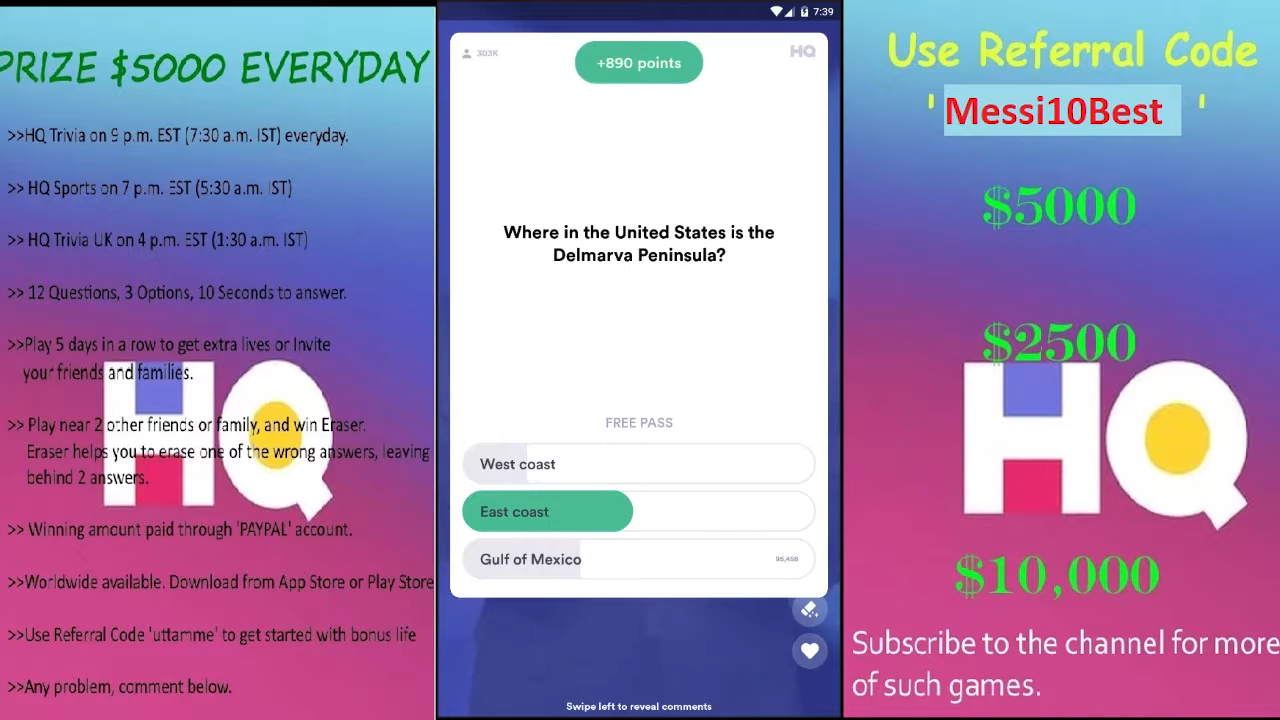 PRIZE $5000 EVERYDAY
>>HQ Trivia on 9 p.m. EST (7:30 a.m. IST) everyday.
>> HQ Sports on 7 p.m. EST (5:30 a.m. IST)
>> HQ Trivia UK on 4 p.m. EST (1:30 a.m. IST)
>> 12 Questions, 3 Options, 10 Seconds to answer.
>>Play 5 days in a row to get extra lives or Invite
your friends and families.
>> Play near 2 other friends or family, and win Eraser.
Eraser helps you to erase one of the wrong answers, leaving
behind 2 answers.
>> Winning amount paid through 'PAYPAL' account.
>>Worldwide available. Download from App Store or Play Store
>>Use Referral Code 'uttamme' to get started with bonus life
>>Any problem, comment below.
HQ
7:39
303K
+890 points
HQ
Where in the United States is the
Delmarva Peninsula?
FREE PASS
West coast
East coast
Gulf of Mexico
95,458
Swipe left to reveal comments
Use Referral Code
' Messi10Best '
$5000
$2500
HQ
$10,000
Subscribe to the channel for more
of such games.